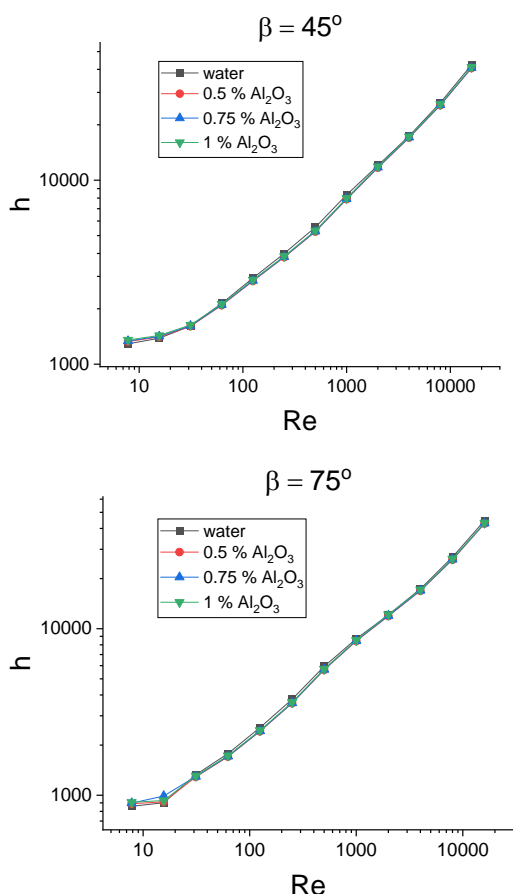 β = 45°
water
0.5 % Al₂O₃
0.75 % Al₂O₃
1 % Al₂O₃
10000
h
1000
10 100 1000 10000
Re
β = 75°
water
0.5 % Al₂O₃
0.75 % Al₂O₃
1 % Al₂O₃
10000
h
1000
10 100 1000 10000
Re